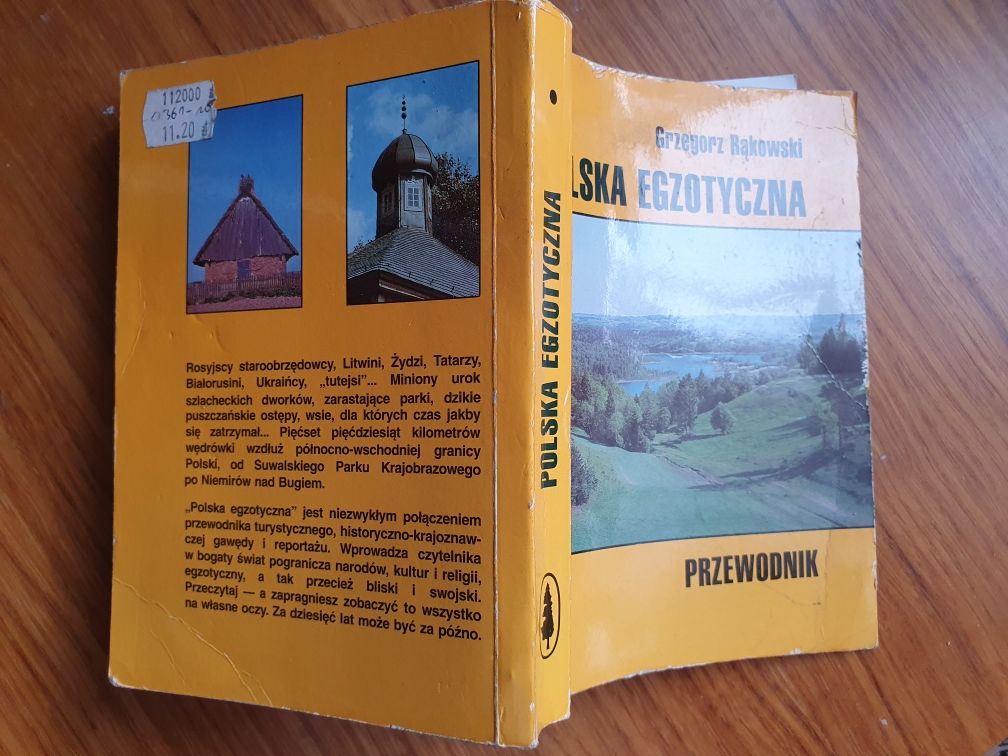 112000 zł
11.20 zł
Rosyjscy staroobrzędowcy, Litwini, Żydzi, Tatarzy,
Białorusini, Ukraińcy, „tutejsi"... Miniony urok
szlacheckich dworków, zarastające parki, dzikie
puszczańskie ostępy, wsie, dla których czas jakby
się zatrzymał... Pięćset pięćdziesiąt kilometrów
wędrówki wzdłuż północno-wschodniej granicy
Polski, od Suwalskiego Parku Krajobrazowego
po Niemirów nad Bugiem.
„Polska egzotyczna" jest niezwykłym połączeniem
przewodnika turystycznego, historyczno-krajoznaw-
czej gawędy i reportażu. Wprowadza czytelnika
w bogaty świat pogranicza narodów, kultur i religii,
egzotyczny, a tak przecież bliski i swojski.
Przeczytaj — a zapragniesz zobaczyć to wszystko
na własne oczy. Za dziesięć lat może być za późno.
POLSKA EGZOTYCZNA
Grzegorz Rąkowski
LSKA EGZOTYCZNA
PRZEWODNIK